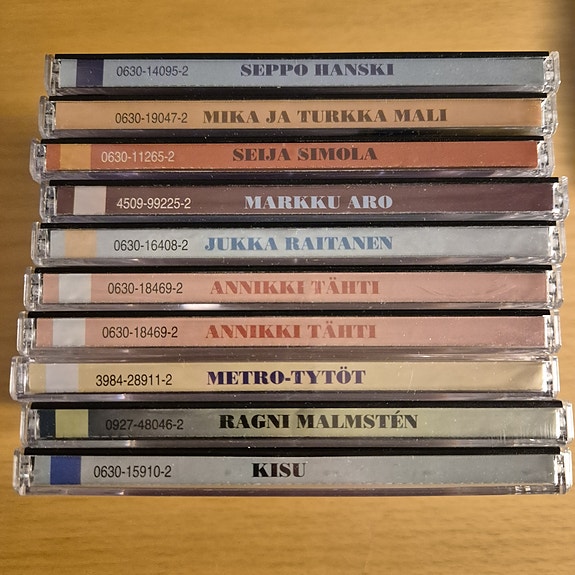 0630-14095-2 SEPPO HANSKI
0630-19047-2 MIKA JA TURKKA MALI
0630-11265-2 SEIJA SIMOLA
4509-99225-2 MARKKU ARO
0630-16408-2 JUKKA RAITANEN
0630-18469-2 ANNIKKI TÄHTI
0630-18469-2 ANNIKKI TÄHTI
3984-28911-2 METRO-TYTÖT
0927-48046-2 RAGNI MALMSTÉN
0630-15910-2 KISU